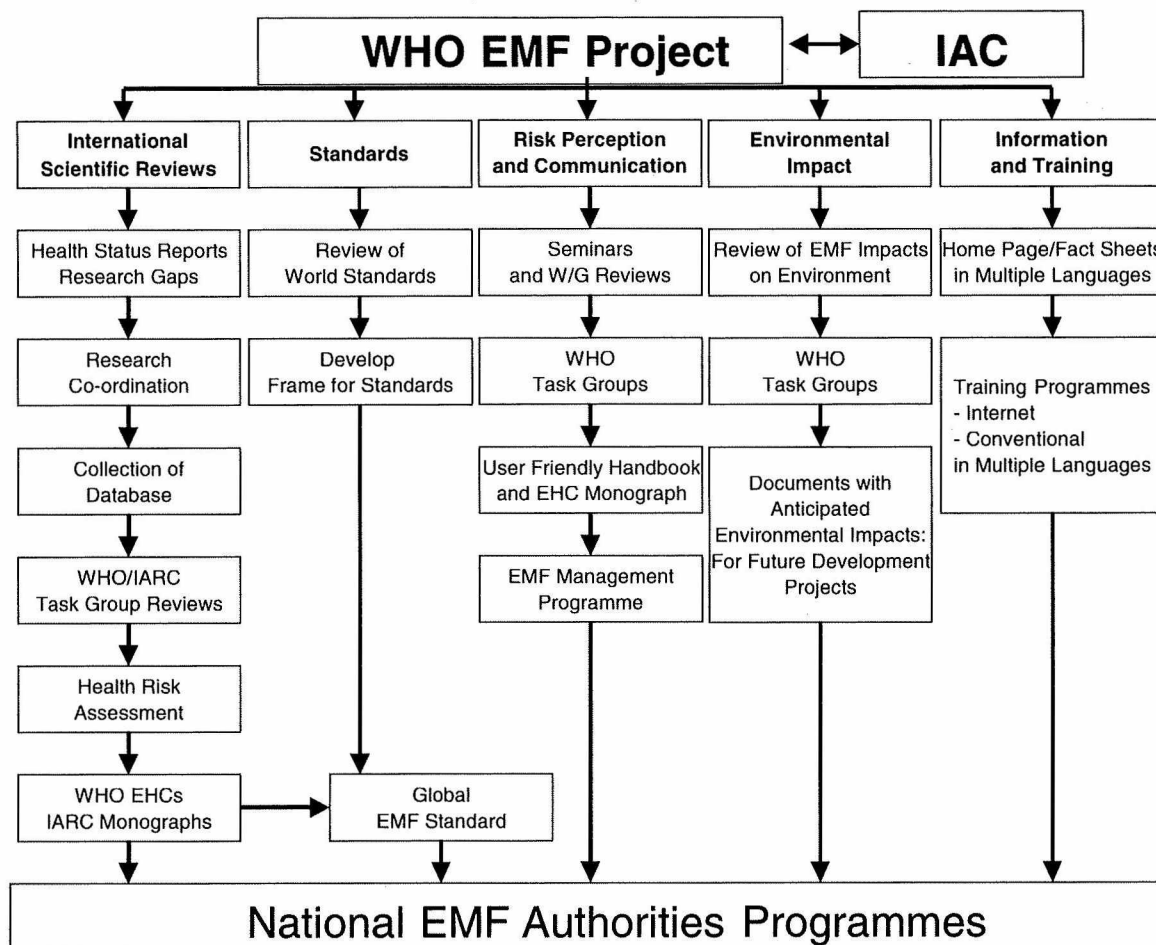 WHO EMF Project
IAC
International
Scientific Reviews
Health Status Reports
Research Gaps
Research
Co-ordination
Collection of
Database
WHO/IARC
Task Group Reviews
Health Risk
Assessment
WHO EHCs
IARC Monographs
Standards
Review of
World Standards
Develop
Frame for Standards
Global
EMF Standard
Risk Perception
and Communication
Seminars
and W/G Reviews
WHO
Task Groups
User Friendly Handbook
and EHC Monograph
EMF Management
Programme
Environmental
Impact
Review of EMF Impacts
on Environment
WHO
Task Groups
Documents with
Anticipated
Environmental Impacts:
For Future Development
Projects
Information
and Training
Home Page/Fact Sheets
in Multiple Languages
Training Programmes
- Internet
- Conventional
in Multiple Languages
National EMF Authorities Programmes